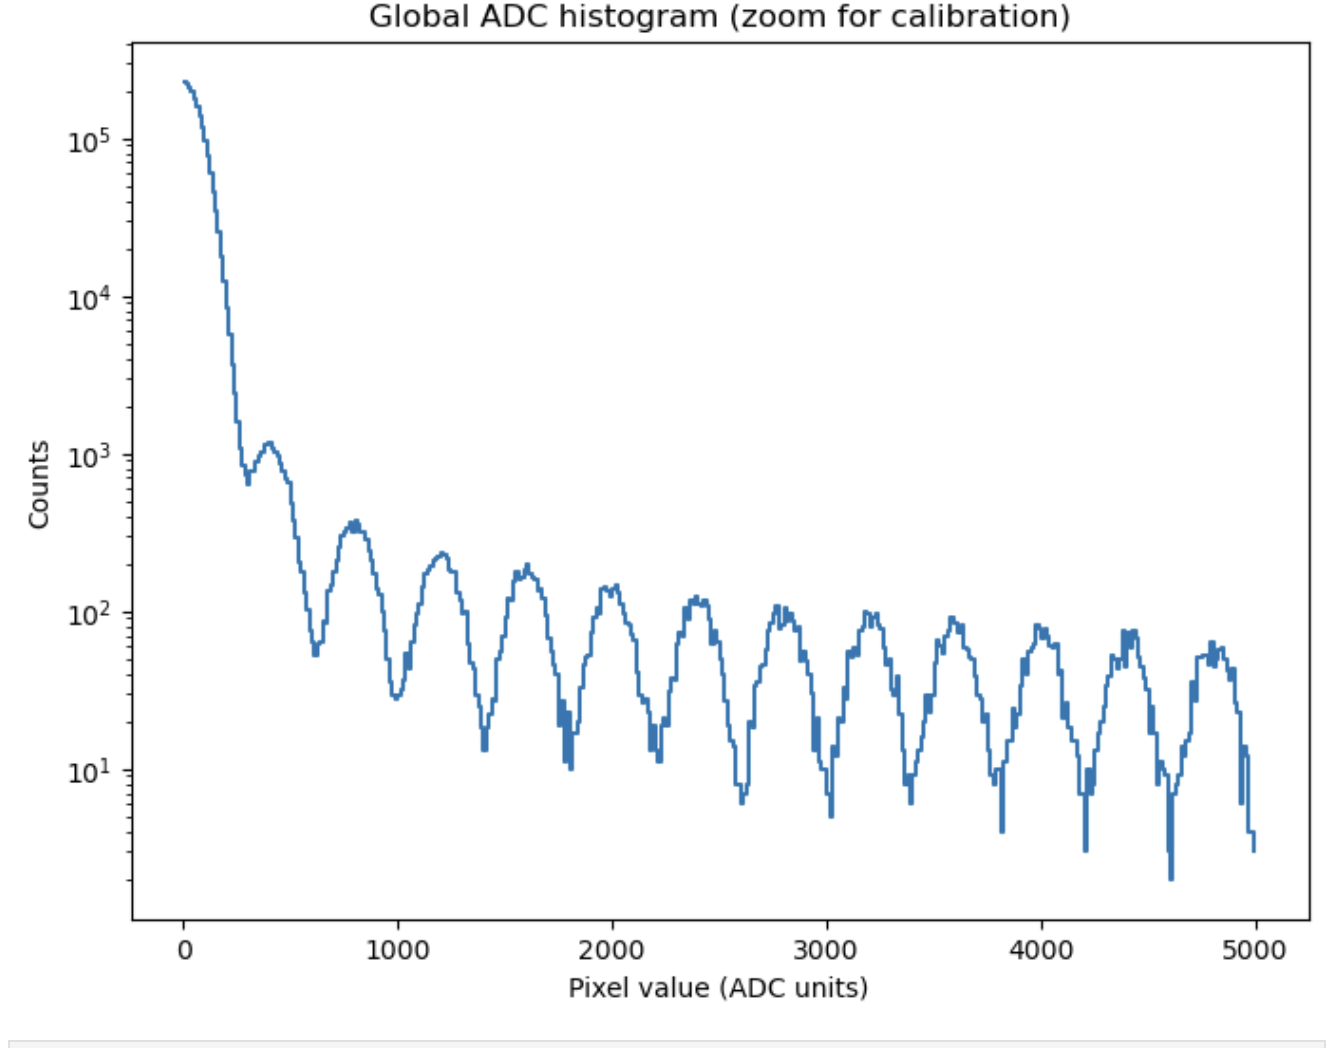 Global ADC histogram (zoom for calibration)
10⁵
10⁴
10³
10²
10¹
Counts
0 1000 2000 3000 4000 5000
Pixel value (ADC units)